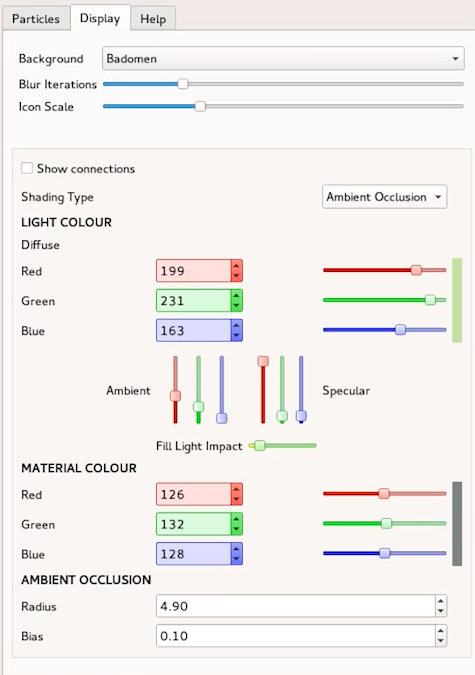 Particles Display Help
Background Badomen
Blur Iterations
Icon Scale
Show connections
Shading Type Ambient Occlusion
LIGHT COLOUR
Diffuse
Red 199
Green 231
Blue 163
Ambient Specular
Fill Light Impact
MATERIAL COLOUR
Red 126
Green 132
Blue 128
AMBIENT OCCLUSION
Radius 4.90
Bias 0.10